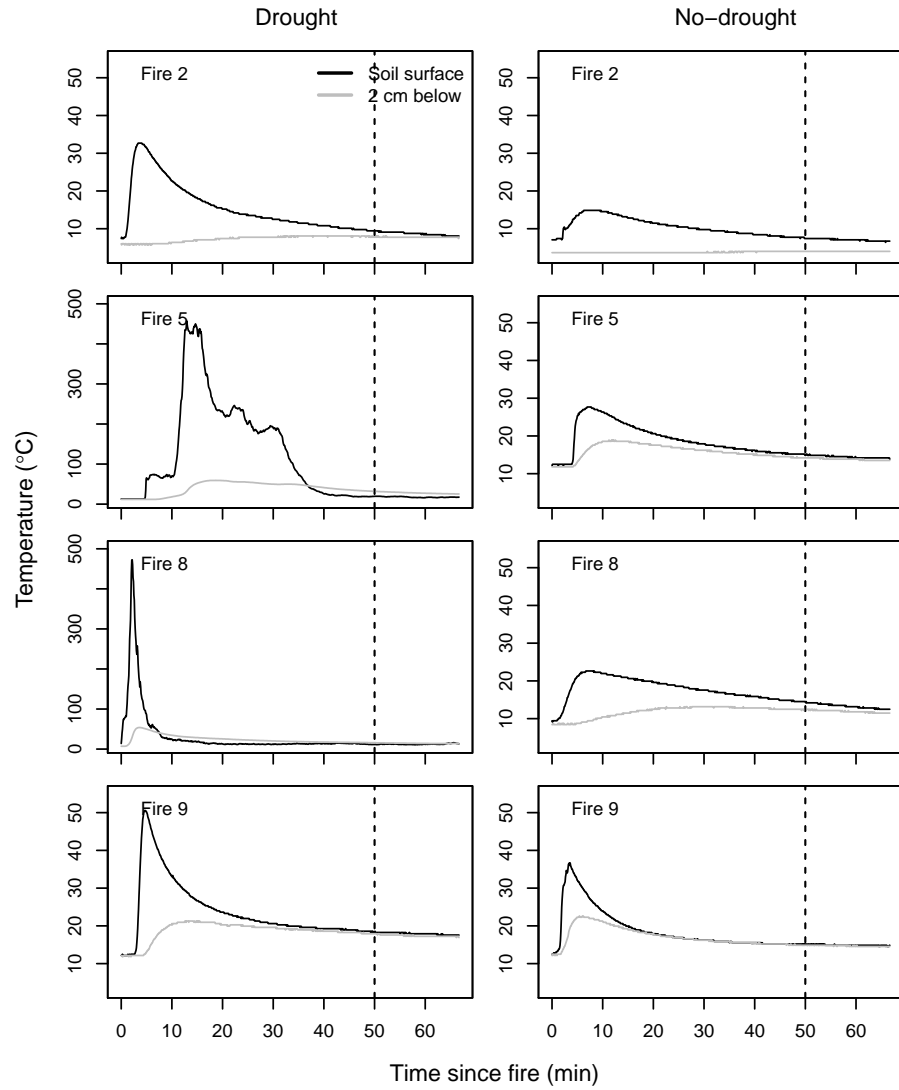 Drought
No−drought
Fire 2
Soil surface
2 cm below
10 20 30 40 50
Fire 2
10 20 30 40 50
Fire 5
0 100 300 500
Fire 5
10 20 30 40 50
Fire 8
0 100 300 500
Fire 8
10 20 30 40 50
Fire 9
10 20 30 40 50
0 10 20 30 40 50 60
Fire 9
10 20 30 40 50
0 10 20 30 40 50 60
Temperature (°C)
Time since fire (min)